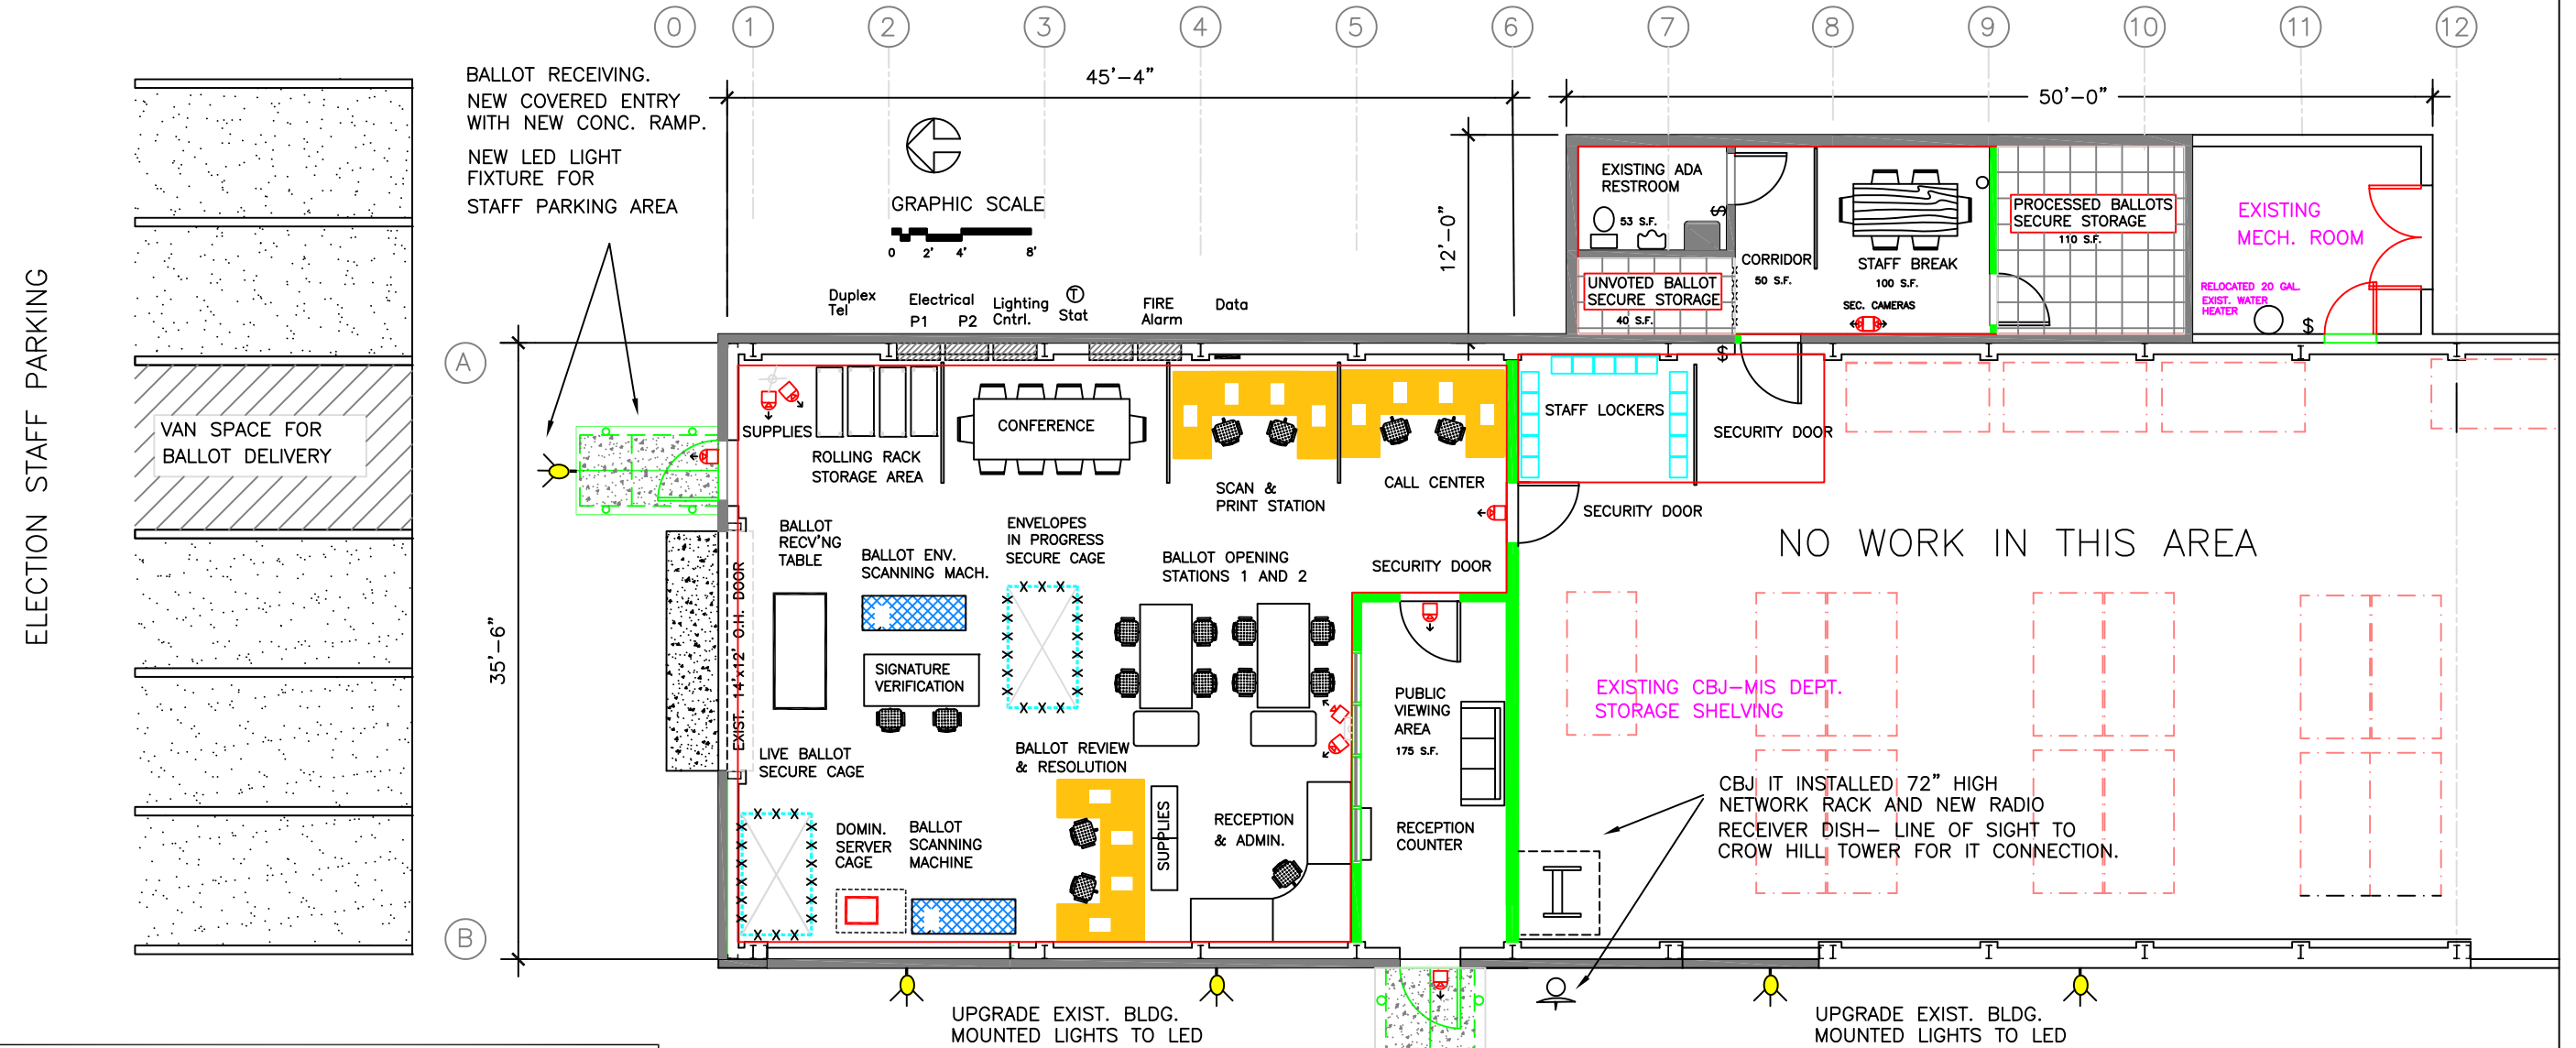 0 1 2 3 4 5 6 7 8 9 10 11 12
BALLOT RECEIVING.
NEW COVERED ENTRY
WITH NEW CONC. RAMP.
NEW LED LIGHT
FIXTURE FOR
STAFF PARKING AREA
45'-4"
50'-0"
12'-0"
GRAPHIC SCALE
0 2' 4' 8'
Duplex
Tel
Electrical
P1 P2
Lighting
Cntrl.
T
Stat
FIRE
Alarm
Data
EXISTING ADA
RESTROOM
53 S.F.
$
UNVOTED BALLOT
SECURE STORAGE
40 S.F.
CORRIDOR
50 S.F.
STAFF BREAK
100 S.F.
SEC. CAMERAS
PROCESSED BALLOTS
SECURE STORAGE
110 S.F.
EXISTING
MECH. ROOM
RELOCATED 20 GAL.
EXIST. WATER
HEATER
$
$
ELECTION STAFF PARKING
VAN SPACE FOR
BALLOT DELIVERY
A
B
35'-6"
SUPPLIES
ROLLING RACK
STORAGE AREA
CONFERENCE
SCAN &
PRINT STATION
CALL CENTER
STAFF LOCKERS
SECURITY DOOR
SECURITY DOOR
SECURITY DOOR
NO WORK IN THIS AREA
BALLOT
RECV'NG
TABLE
BALLOT ENV.
SCANNING MACH.
ENVELOPES
IN PROGRESS
SECURE CAGE
BALLOT OPENING
STATIONS 1 AND 2
EXIST. 14'x12' O.H. DOOR
SIGNATURE
VERIFICATION
LIVE BALLOT
SECURE CAGE
BALLOT REVIEW
& RESOLUTION
PUBLIC
VIEWING
AREA
175 S.F.
EXISTING CBJ-MIS DEPT.
STORAGE SHELVING
DOMIN.
SERVER
CAGE
BALLOT
SCANNING
MACHINE
SUPPLIES
RECEPTION
& ADMIN.
RECEPTION
COUNTER
CBJ IT INSTALLED 72" HIGH
NETWORK RACK AND NEW RADIO
RECEIVER DISH- LINE OF SIGHT TO
CROW HILL TOWER FOR IT CONNECTION.
UPGRADE EXIST. BLDG.
MOUNTED LIGHTS TO LED
UPGRADE EXIST. BLDG.
MOUNTED LIGHTS TO LED